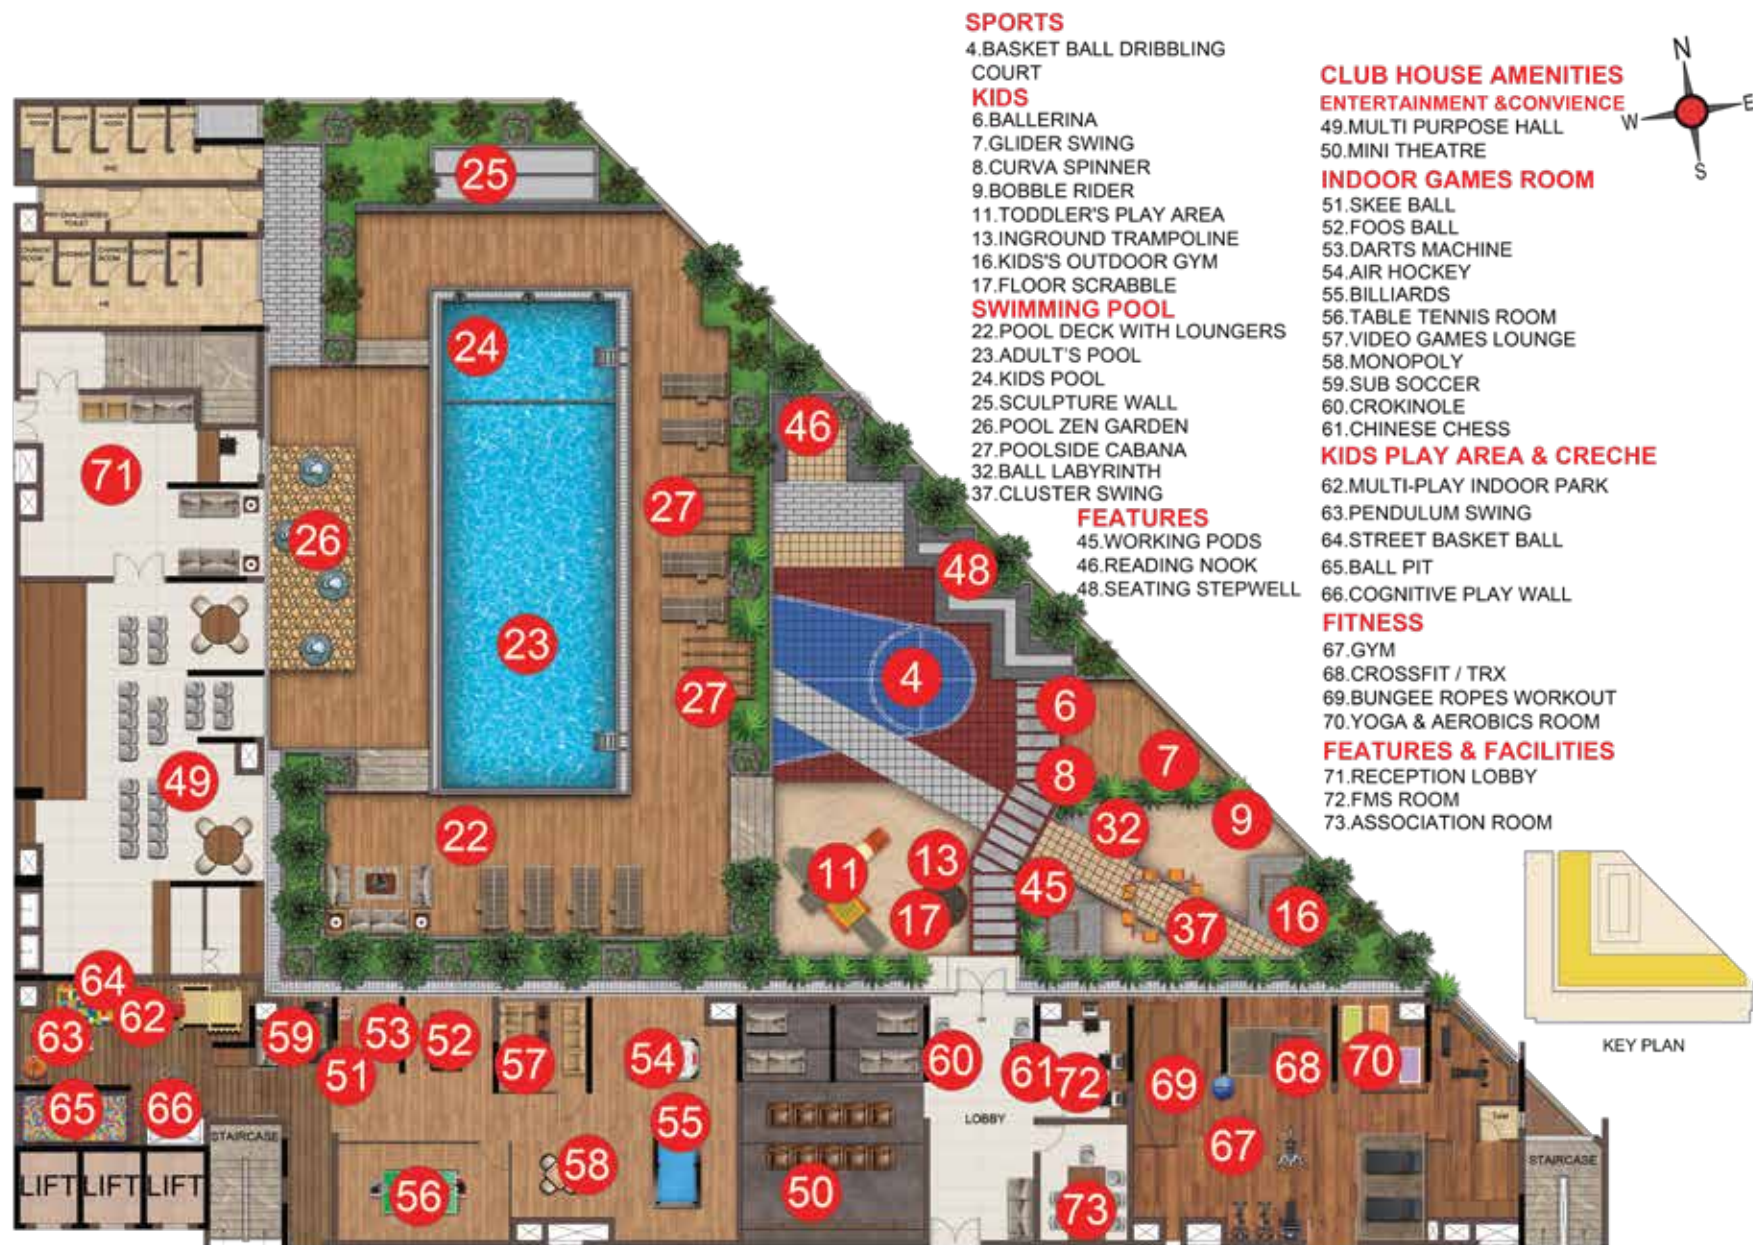 SPORTS
4.BASKET BALL DRIBBLING
COURT
KIDS
6.BALLERINA
7.GLIDER SWING
8.CURVA SPINNER
9.BOBBLE RIDER
11.TODDLER'S PLAY AREA
13.INGROUND TRAMPOLINE
16.KIDS'S OUTDOOR GYM
17.FLOOR SCRABBLE
SWIMMING POOL
22.POOL DECK WITH LOUNGERS
23.ADULT'S POOL
24.KIDS POOL
25.SCULPTURE WALL
26.POOL ZEN GARDEN
27.POOLSIDE CABANA
32.BALL LABYRINTH
37.CLUSTER SWING
FEATURES
45.WORKING PODS
46.READING NOOK
48.SEATING STEPWELL
CLUB HOUSE AMENITIES
ENTERTAINMENT &CONVIENCE
49.MULTI PURPOSE HALL
50.MINI THEATRE
INDOOR GAMES ROOM
51.SKEE BALL
52.FOOS BALL
53.DARTS MACHINE
54.AIR HOCKEY
55.BILLIARDS
56.TABLE TENNIS ROOM
57.VIDEO GAMES LOUNGE
58.MONOPOLY
59.SUB SOCCER
60.CROKINOLE
61.CHINESE CHESS
KIDS PLAY AREA & CRECHE
62.MULTI-PLAY INDOOR PARK
63.PENDULUM SWING
64.STREET BASKET BALL
65.BALL PIT
66.COGNITIVE PLAY WALL
FITNESS
67.GYM
68.CROSSFIT / TRX
69.BUNGEE ROPES WORKOUT
70.YOGA & AEROBICS ROOM
FEATURES & FACILITIES
71.RECEPTION LOBBY
72.FMS ROOM
73.ASSOCIATION ROOM
N
W
E
S
KEY PLAN
25
24
46
71
27
26
48
23
4
27
6
7
8
49
9
22
32
13
11
45
16
17
37
64
62
63
59
53
52
57
54
60
61
72
51
69
68
70
65
66
55
LOBBY
67
STAIRCASE
58
LIFT
LIFT
LIFT
56
50
73
STAIRCASE